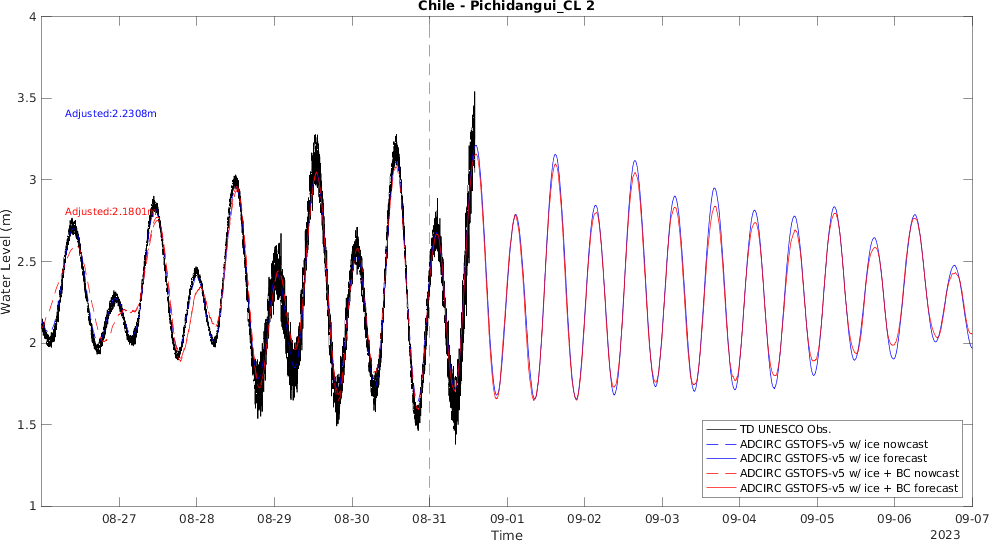 Chile - Pichidangui_CL 2
4
3.5
3
2.5
2
1.5
1
Water Level (m)
Adjusted:2.2308m
Adjusted:2.1801m
TD UNESCO Obs.
ADCIRC GSTOFS-v5 w/ ice nowcast
ADCIRC GSTOFS-v5 w/ ice forecast
ADCIRC GSTOFS-v5 w/ ice + BC nowcast
ADCIRC GSTOFS-v5 w/ ice + BC forecast
08-27 08-28 08-29 08-30 08-31 09-01 09-02 09-03 09-04 09-05 09-06 09-07
Time
2023